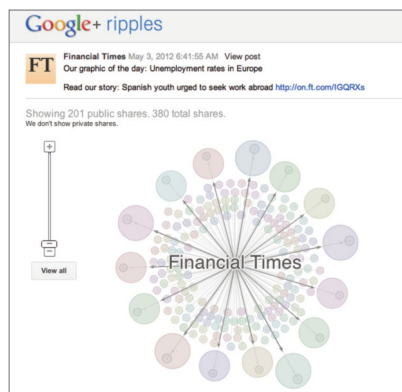 Google+ ripples
FT
Financial Times May 3, 2012 6:41:55 AM View post
Our graphic of the day: Unemployment rates in Europe
Read our story: Spanish youth urged to seek work abroad http://on.ft.com/IGQRXs
Showing 201 public shares. 380 total shares.
We don't show private shares.
+
−
View all
Financial Times